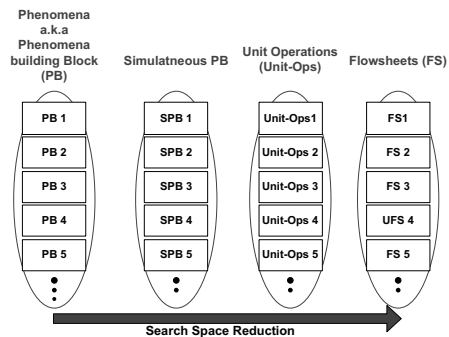 Phenomena
a.k.a
Phenomena
building Block
(PB)
Simulatneous PB
Unit Operations
(Unit-Ops)
Flowsheets (FS)
PB 1
SPB 1
Unit-Ops1
FS1
PB 2
SPB 2
Unit-Ops 2
FS 2
PB 3
SPB 3
Unit-Ops 3
FS 3
PB 4
SPB 4
Unit-Ops 4
UFS 4
PB 5
SPB 5
Unit-Ops 5
FS 5
Search Space Reduction